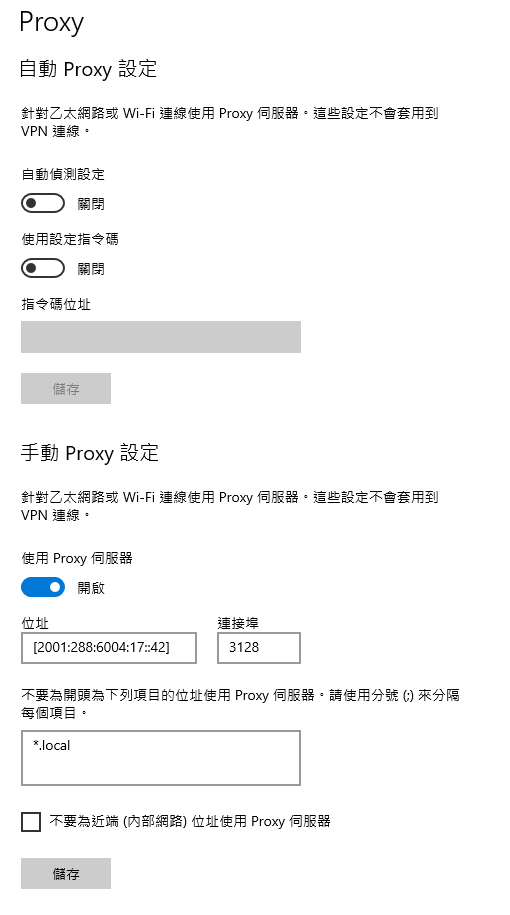 Proxy
自動 Proxy 設定
針對乙太網路或 Wi-Fi 連線使用 Proxy 伺服器。這些設定不會套用到
VPN 連線。
自動偵測設定
關閉
使用設定指令碼
關閉
指令碼位址
儲存
手動 Proxy 設定
針對乙太網路或 Wi-Fi 連線使用 Proxy 伺服器。這些設定不會套用到
VPN 連線。
使用 Proxy 伺服器
開啟
位址 連接埠
[2001:288:6004:17::42] 3128
不要為開頭為下列項目的位址使用 Proxy 伺服器。請使用分號 (;) 來分隔
每個項目。
*.local
不要為近端 (內部網路) 位址使用 Proxy 伺服器
儲存